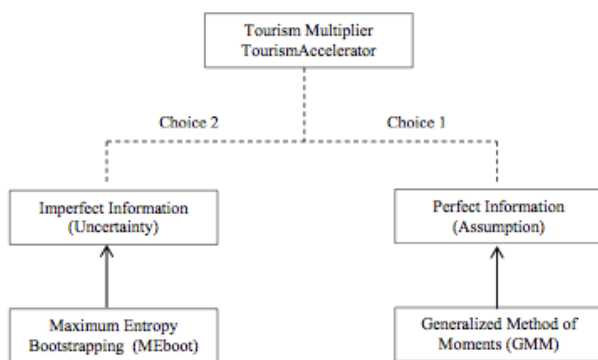 Tourism Multiplier
TourismAccelerator
Choice 2
Choice 1
Imperfect Information
(Uncertainty)
Perfect Information
(Assumption)
Maximum Entropy
Bootstrapping (MEboot)
Generalized Method of
Moments (GMM)